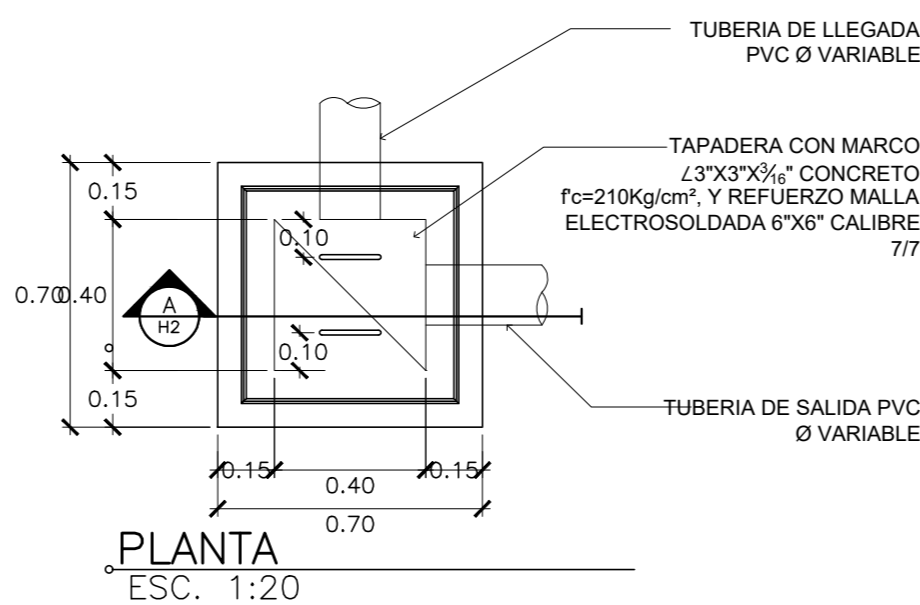 TUBERIA DE LLEGADA
PVC Ø VARIABLE
TAPADERA CON MARCO
∠3"X3"X3⁄16" CONCRETO
f'c=210Kg/cm², Y REFUERZO MALLA
ELECTROSOLDADA 6"X6" CALIBRE
7/7
0.15
0.10
0.70
0.40
A
H2
0.10
0.15
TUBERIA DE SALIDA PVC
Ø VARIABLE
0.15
0.40
0.15
0.70
PLANTA
ESC. 1:20